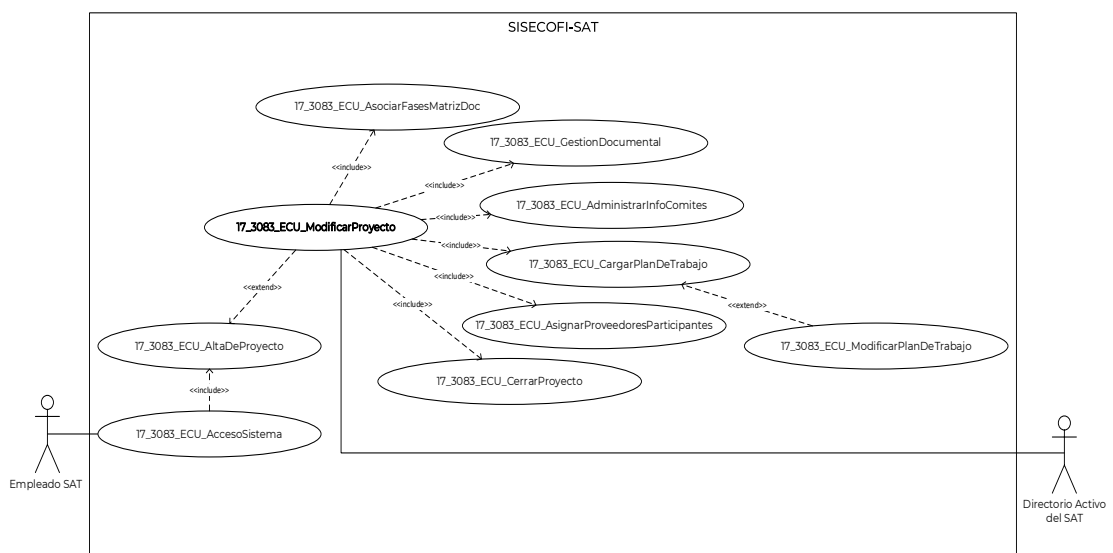 SISECOFI-SAT
17_3083_ECU_AsociarFasesMatrizDoc
17_3083_ECU_GestionDocumental
<<include>>
<<include>>
17_3083_ECU_AdministrarInfoComites
<<include>>
17_3083_ECU_ModificarProyecto
<<include>>
17_3083_ECU_CargarPlanDeTrabajo
<<include>>
<<extend>>
<<include>>
<<extend>>
17_3083_ECU_AsignarProveedoresParticipantes
17_3083_ECU_AltaDeProyecto
17_3083_ECU_ModificarPlanDeTrabajo
17_3083_ECU_CerrarProyecto
<<include>>
17_3083_ECU_AccesoSistema
Empleado SAT
Directorio Activo
del SAT